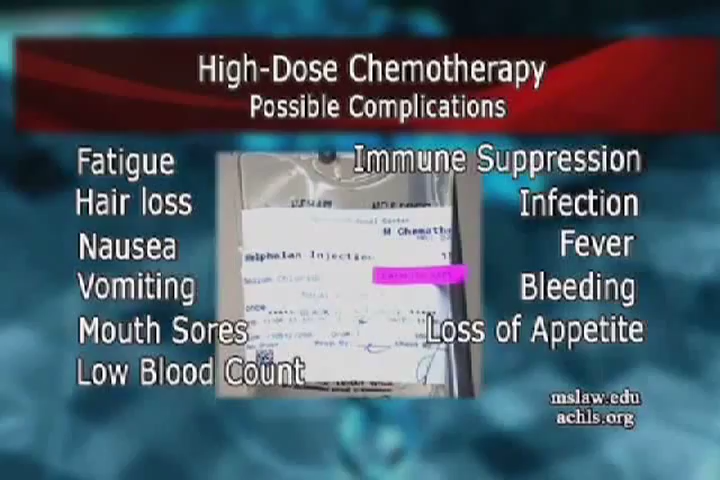 High-Dose Chemotherapy
Possible Complications
Fatigue
Hair loss
Nausea
Vomiting
Mouth Sores
Low Blood Count
Immune Suppression
Infection
Fever
Bleeding
Loss of Appetite
Injection
mslaw.edu
achls.org